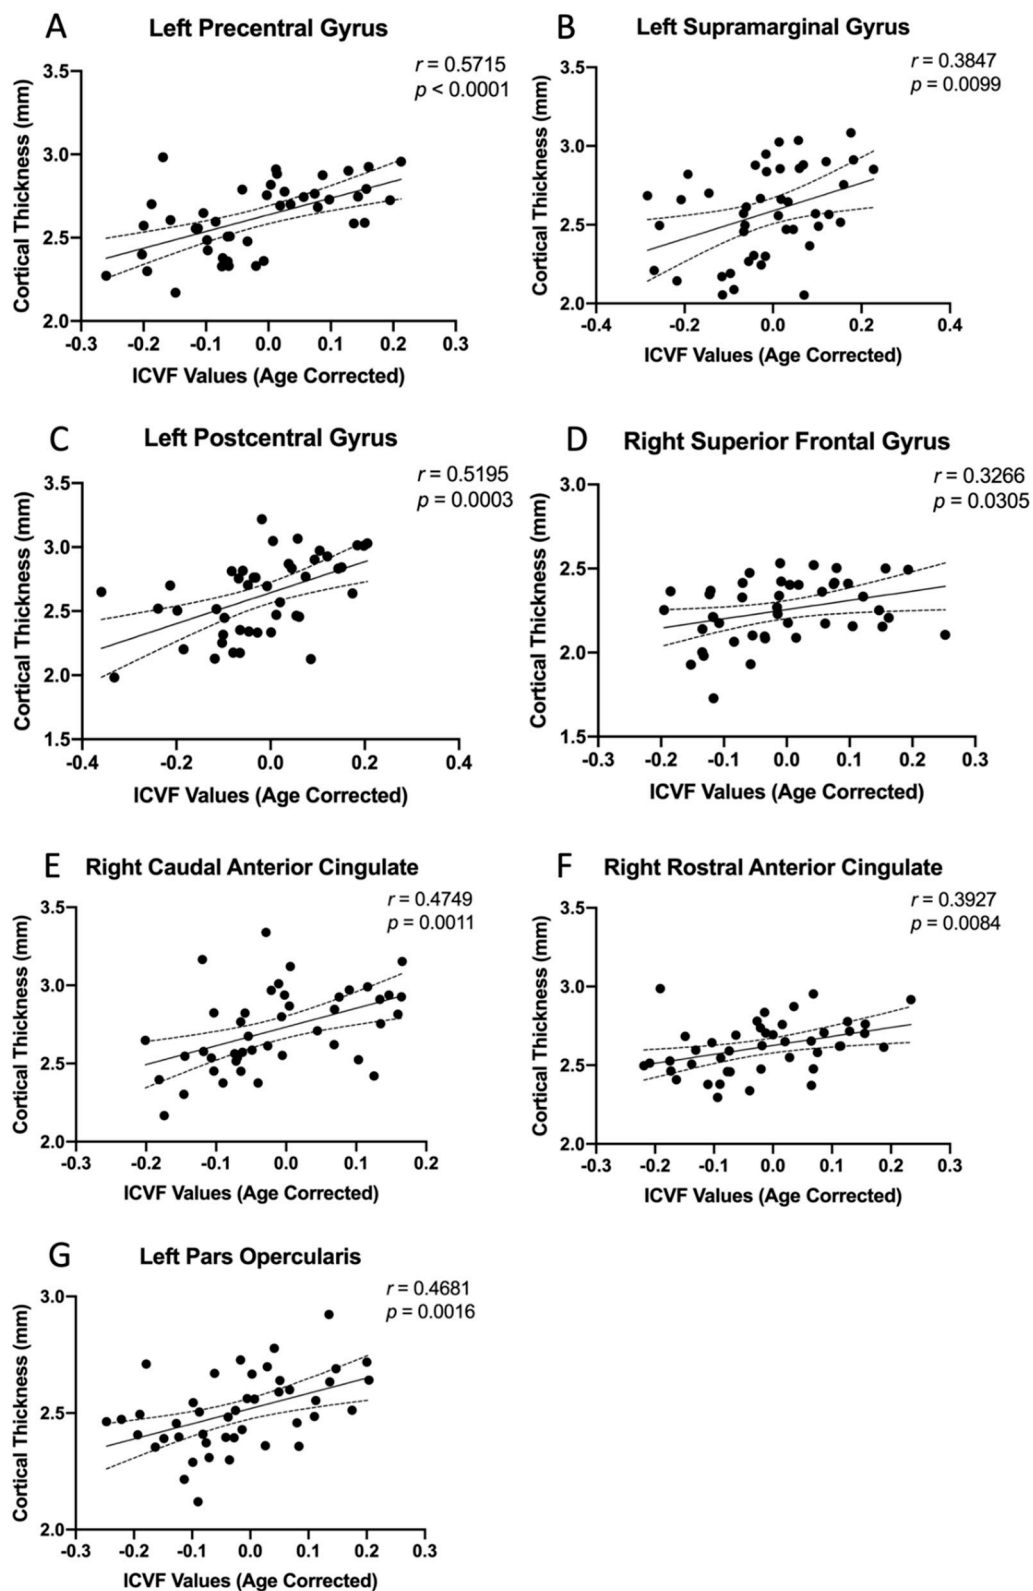 A
Left Precentral Gyrus
r = 0.5715
p < 0.0001
Cortical Thickness (mm)
3.5
3.0
2.5
2.0
-0.3 -0.2 -0.1 0.0 0.1 0.2 0.3
ICVF Values (Age Corrected)
B
Left Supramarginal Gyrus
r = 0.3847
p = 0.0099
Cortical Thickness (mm)
3.5
3.0
2.5
2.0
-0.4 -0.2 0.0 0.2 0.4
ICVF Values (Age Corrected)
C
Left Postcentral Gyrus
r = 0.5195
p = 0.0003
Cortical Thickness (mm)
3.5
3.0
2.5
2.0
1.5
-0.4 -0.2 0.0 0.2 0.4
ICVF Values (Age Corrected)
D
Right Superior Frontal Gyrus
r = 0.3266
p = 0.0305
Cortical Thickness (mm)
3.0
2.5
2.0
1.5
-0.3 -0.2 -0.1 0.0 0.1 0.2 0.3
ICVF Values (Age Corrected)
E
Right Caudal Anterior Cingulate
r = 0.4749
p = 0.0011
Cortical Thickness (mm)
3.5
3.0
2.5
2.0
-0.3 -0.2 -0.1 0.0 0.1 0.2
ICVF Values (Age Corrected)
F
Right Rostral Anterior Cingulate
r = 0.3927
p = 0.0084
Cortical Thickness (mm)
3.5
3.0
2.5
2.0
-0.3 -0.2 -0.1 0.0 0.1 0.2 0.3
ICVF Values (Age Corrected)
G
Left Pars Opercularis
r = 0.4681
p = 0.0016
Cortical Thickness (mm)
3.0
2.5
2.0
-0.3 -0.2 -0.1 0.0 0.1 0.2 0.3
ICVF Values (Age Corrected)